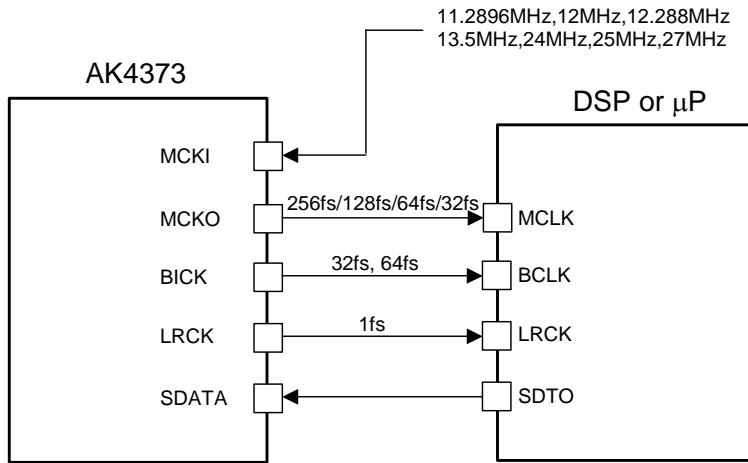 11.2896MHz,12MHz,12.288MHz
13.5MHz,24MHz,25MHz,27MHz
AK4373
DSP or μP
MCKI
MCKO
256fs/128fs/64fs/32fs
MCLK
BICK
32fs, 64fs
BCLK
LRCK
1fs
LRCK
SDATA
SDTO